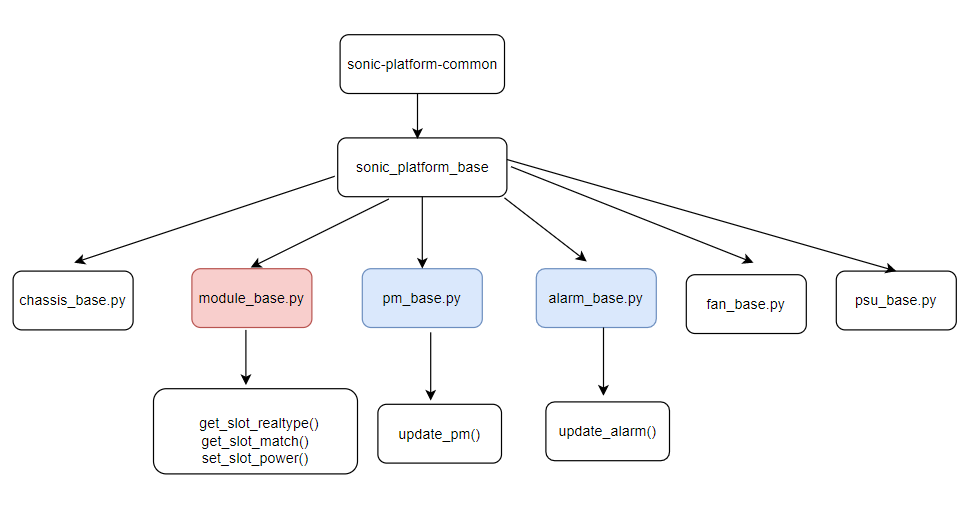 sonic-platform-common
sonic_platform_base
chassis_base.py
module_base.py
pm_base.py
alarm_base.py
fan_base.py
psu_base.py
get_slot_realtype()
get_slot_match()
set_slot_power()
update_pm()
update_alarm()